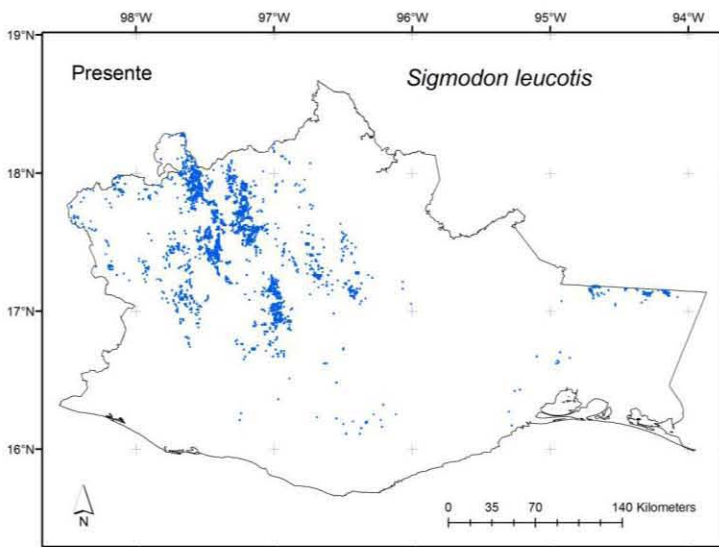 98°W 97°W 96°W 95°W 94°W
19°N
Presente Sigmodon leucotis
18°N
17°N
16°N
0 35 70 140 Kilometers
N